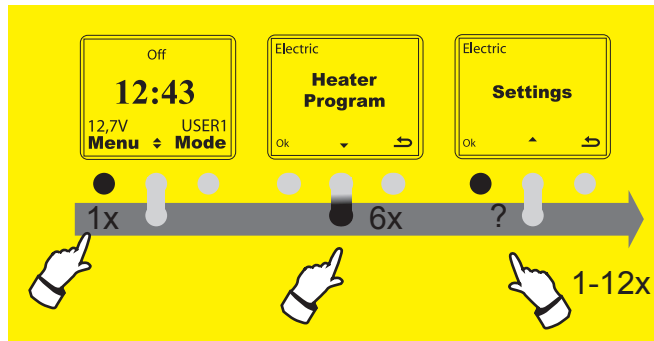 Off
12:43
12,7V USER1
Menu Mode
Electric
Heater
Program
Ok
Electric
Settings
Ok
1x
6x
?
1-12x